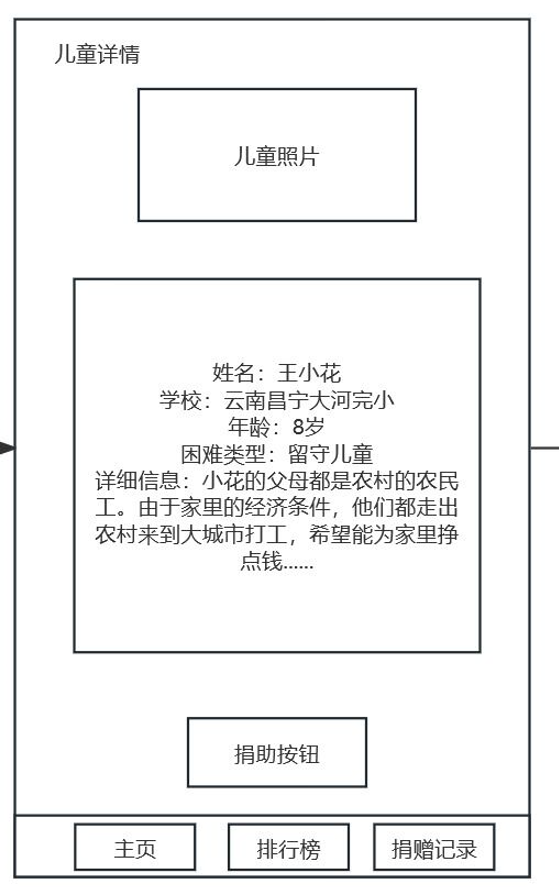 儿童详情
儿童照片
姓名：王小花
学校：云南昌宁大河完小
年龄：8岁
困难类型：留守儿童
详细信息：小花的父母都是农村的农民
工。由于家里的经济条件，他们都走出
农村来到大城市打工，希望能为家里挣
点钱......
捐助按钮
主页
排行榜
捐赠记录